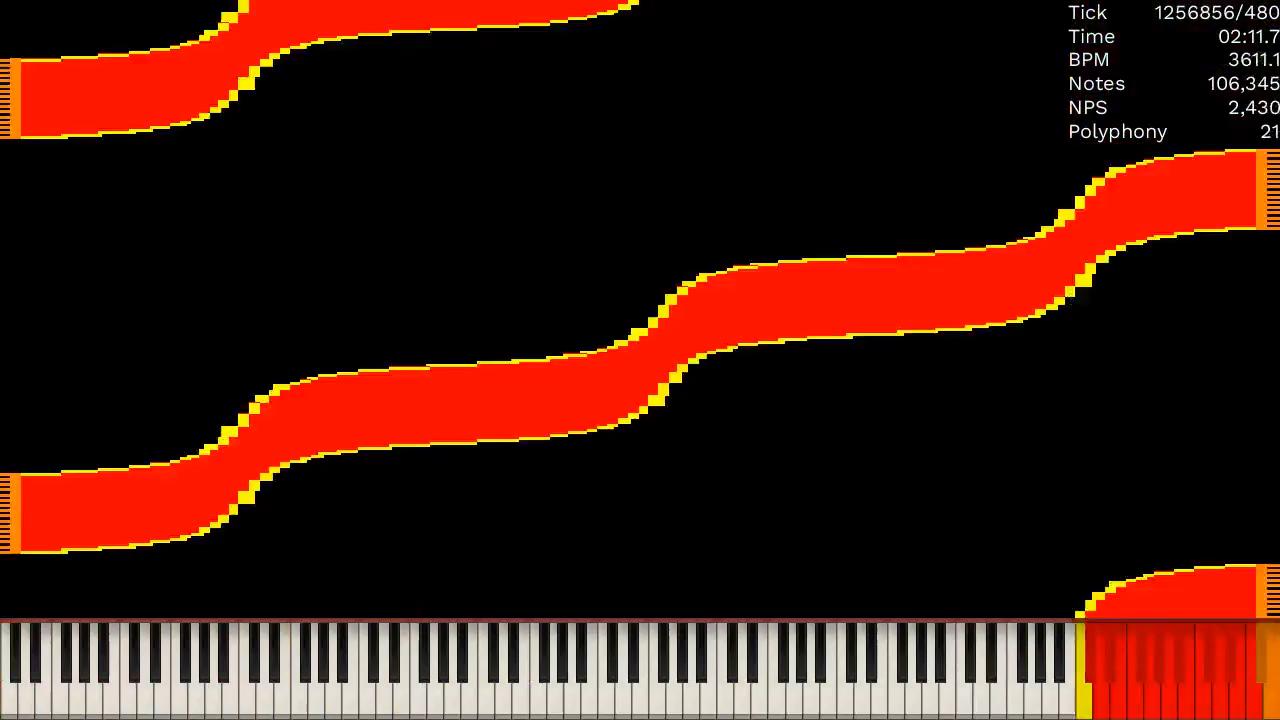 Tick 1256856/480
Time 02:11.7
BPM 3611.1
Notes 106,345
NPS 2,430
Polyphony 21